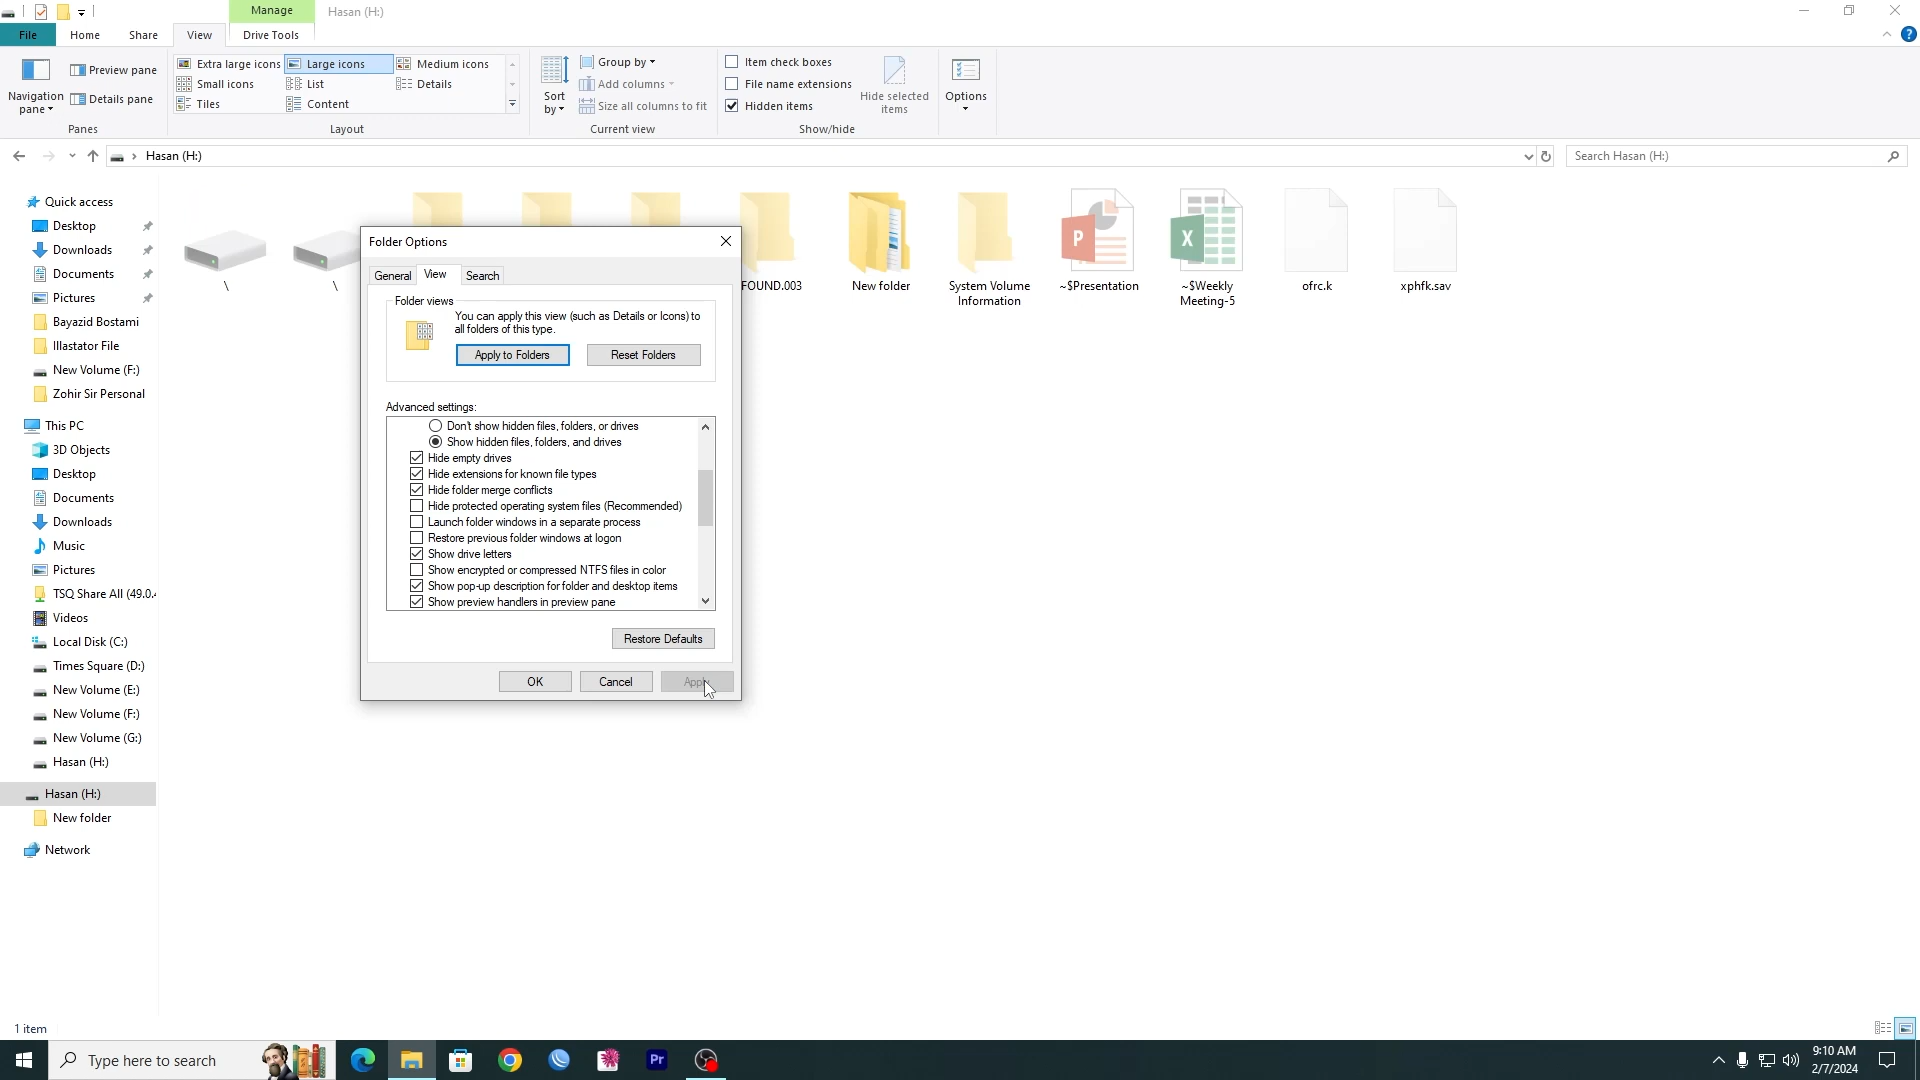 Manage
Hasan (H:)
File
Home
Share
View
Drive Tools
Navigation pane
Preview pane
Details pane
Panes
Extra large icons
Large icons
Medium icons
Small icons
List
Details
Tiles
Content
Layout
Sort by
Group by
Add columns
Size all columns to fit
Current view
Item check boxes
File name extensions
Hidden items
Hide selected items
Show/hide
Options
Hasan (H:)
Search Hasan (H:)
Quick access
Desktop
Downloads
Documents
Pictures
Bayazid Bostami
Illastator File
New Volume (F:)
Zohir Sir Personal
This PC
3D Objects
Desktop
Documents
Downloads
Music
Pictures
TSQ Share All (49.0.4
Videos
Local Disk (C:)
Times Square (D:)
New Volume (E:)
New Volume (F:)
New Volume (G:)
Hasan (H:)
Hasan (H:)
New folder
Network
\
\
FOUND.003
New folder
System Volume Information
~$Presentation
~$Weekly Meeting-5
ofrc.k
xphfk.sav
Folder Options
General
View
Search
Folder views
You can apply this view (such as Details or Icons) to
all folders of this type.
Apply to Folders
Reset Folders
Advanced settings:
Don't show hidden files, folders, or drives
Show hidden files, folders, and drives
Hide empty drives
Hide extensions for known file types
Hide folder merge conflicts
Hide protected operating system files (Recommended)
Launch folder windows in a separate process
Restore previous folder windows at logon
Show drive letters
Show encrypted or compressed NTFS files in color
Show pop-up description for folder and desktop items
Show preview handlers in preview pane
Restore Defaults
OK
Cancel
Apply
1 item
Type here to search
Pr
9:10 AM
2/7/2024